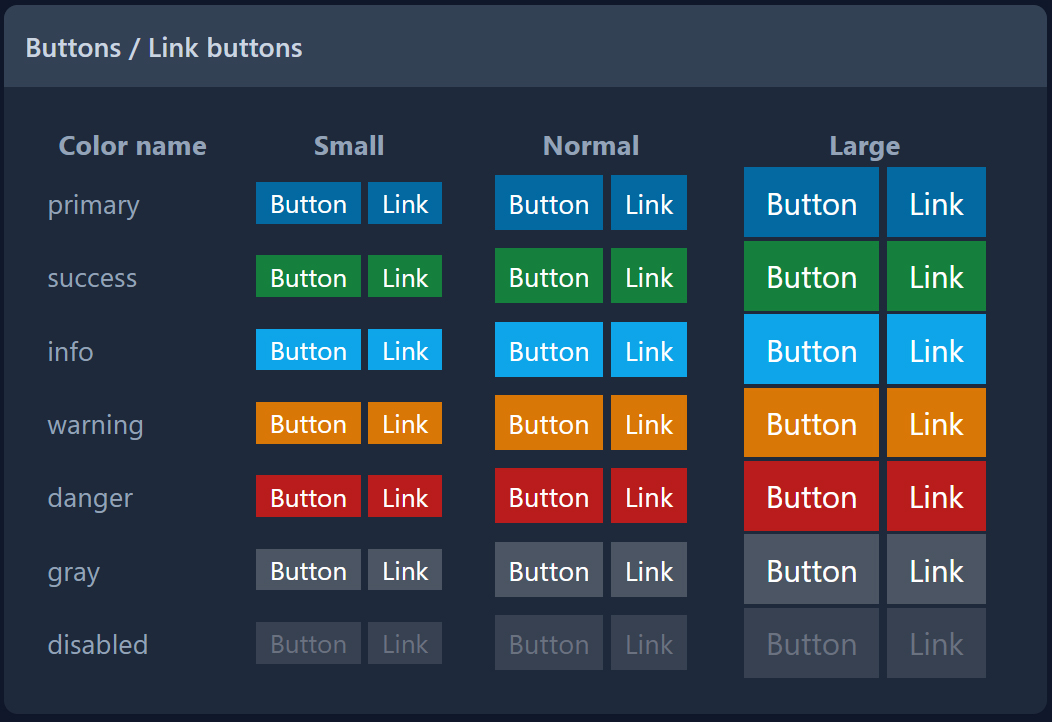 Buttons / Link buttons
Color name Small Normal Large
primary Button Link Button Link Button Link
success Button Link Button Link Button Link
info Button Link Button Link Button Link
warning Button Link Button Link Button Link
danger Button Link Button Link Button Link
gray Button Link Button Link Button Link
disabled Button Link Button Link Button Link